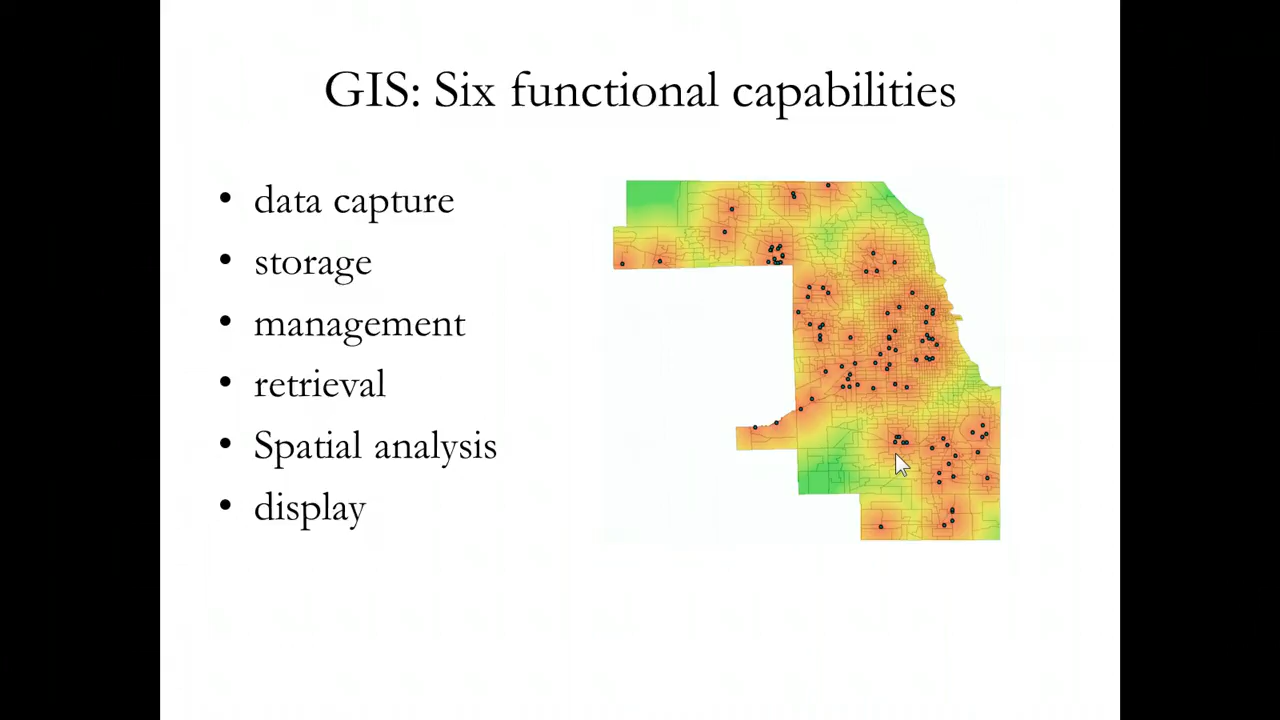 GIS: Six functional capabilities
• data capture
• storage
• management
• retrieval
• Spatial analysis
• display